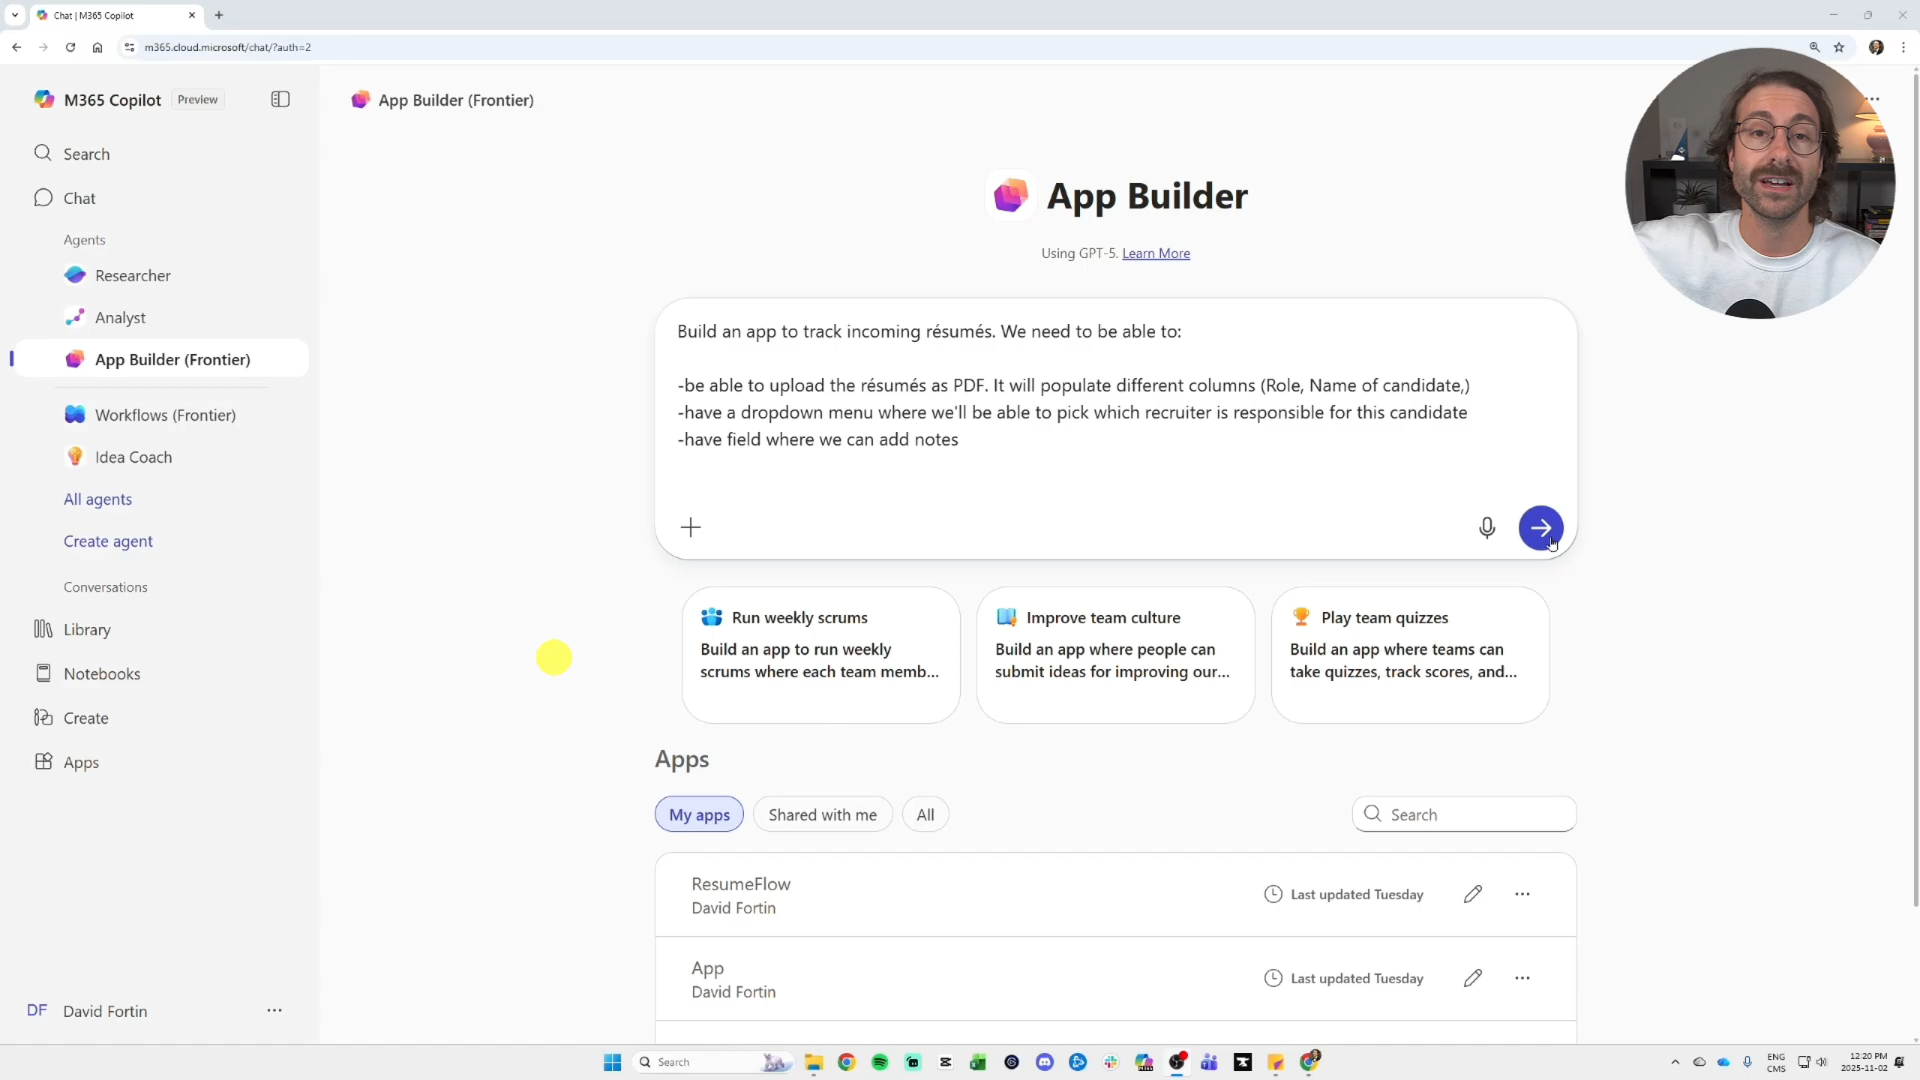 Chat | M365 Copilot
m365.cloud.microsoft/chat/?auth=2
M365 Copilot
Preview
Search
Chat
Agents
Researcher
Analyst
App Builder (Frontier)
Workflows (Frontier)
Idea Coach
All agents
Create agent
Conversations
Library
Notebooks
Create
Apps
DF
David Fortin
App Builder (Frontier)
App Builder
Using GPT-5. Learn More
Build an app to track incoming résumés. We need to be able to:
-be able to upload the résumés as PDF. It will populate different columns (Role, Name of candidate,)
-have a dropdown menu where we'll be able to pick which recruiter is responsible for this candidate
-have field where we can add notes
Run weekly scrums
Build an app to run weekly
scrums where each team memb...
Improve team culture
Build an app where people can
submit ideas for improving our...
Play team quizzes
Build an app where teams can
take quizzes, track scores, and...
Apps
My apps
Shared with me
All
Search
ResumeFlow
David Fortin
Last updated Tuesday
App
David Fortin
Last updated Tuesday
Search
ENG
CMS
12:20 PM
2025-11-02